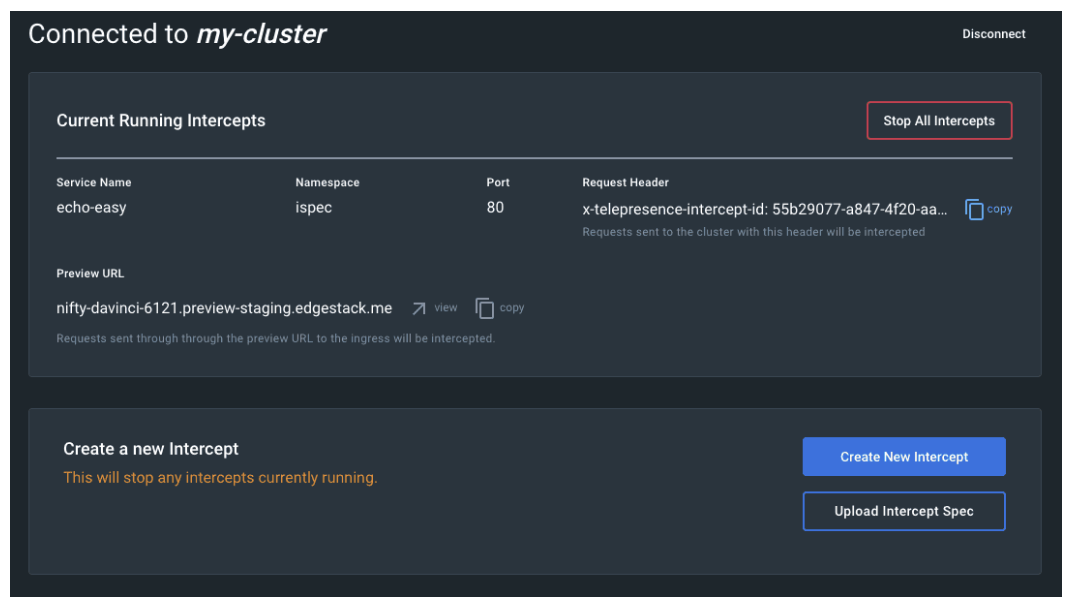 Connected to my-cluster
Disconnect
Current Running Intercepts
Stop All Intercepts
Service Name
Namespace
Port
Request Header
echo-easy
ispec
80
x-telepresence-intercept-id: 55b29077-a847-4f20-aa...
copy
Requests sent to the cluster with this header will be intercepted
Preview URL
nifty-davinci-6121.preview-staging.edgestack.me
view
copy
Requests sent through through the preview URL to the ingress will be intercepted.
Create a new Intercept
This will stop any intercepts currently running.
Create New Intercept
Upload Intercept Spec